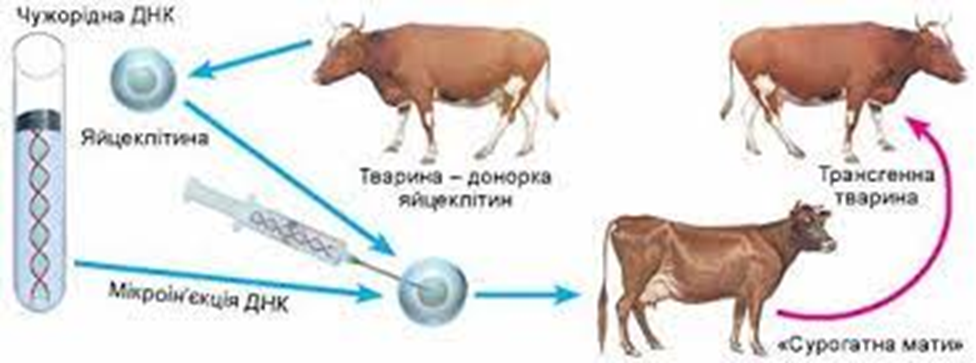 Чужорідна ДНК
Яйцеклітина
Тварина – донорка
яйцеклітин
Трансгенна
тварина
Мікроін'єкція ДНК
«Сурогатна мати»